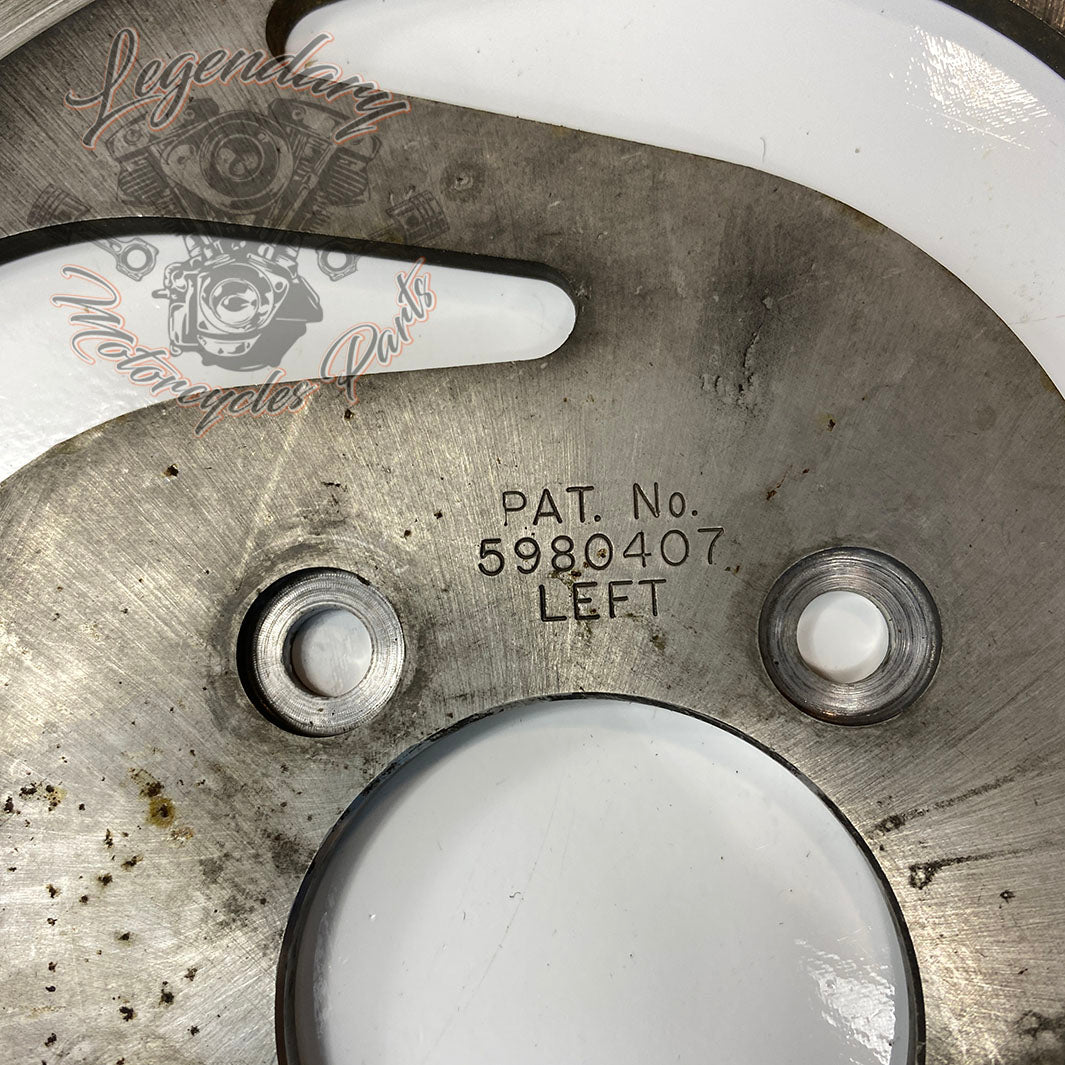 Legendary
Motorcycles Parts
PAT. No.
5980407
LEFT